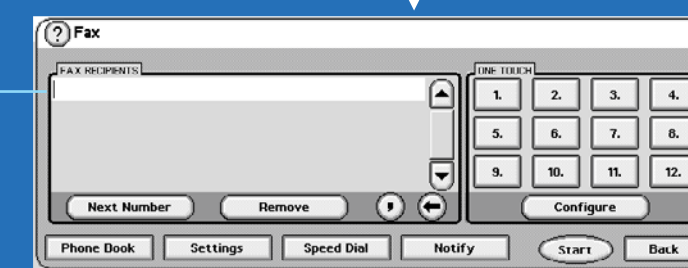 ? Fax
FAX RECIPIENTS
ONE TOUCH
1. 2. 3. 4.
5. 6. 7. 8.
9. 10. 11. 12.
Next Number Remove , Configure
Phone Book Settings Speed Dial Notify Start Back